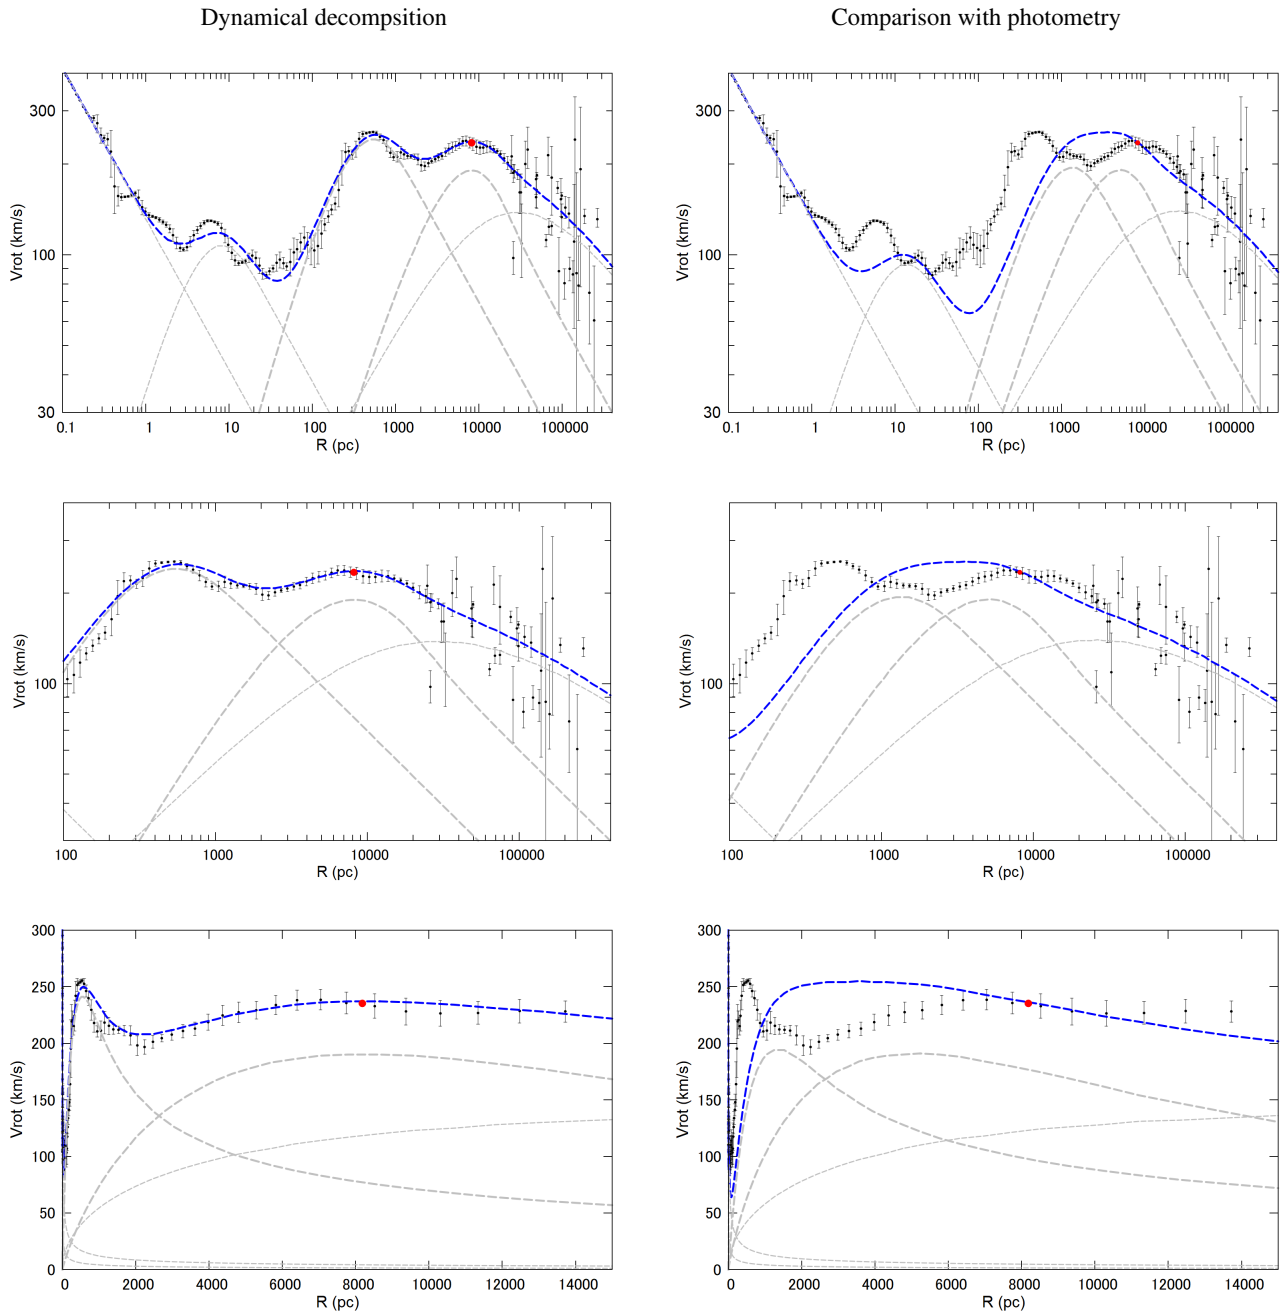 Dynamical decompsition
Comparison with photometry
300
100
30
Vrot (km/s)
0.1 1 10 100 1000 10000 100000
R (pc)
300
100
30
Vrot (km/s)
0.1 1 10 100 1000 10000 100000
R (pc)
100
Vrot (km/s)
100 1000 10000 100000
R (pc)
100
Vrot (km/s)
100 1000 10000 100000
R (pc)
300
250
200
150
100
50
0
Vrot (km/s)
0 2000 4000 6000 8000 10000 12000 14000
R (pc)
300
250
200
150
100
50
0
Vrot (km/s)
0 2000 4000 6000 8000 10000 12000 14000
R (pc)